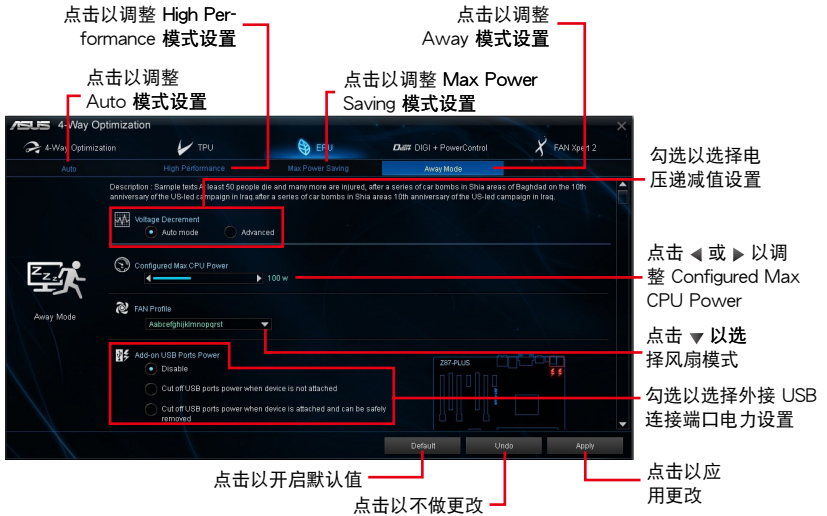 点击以调整 High Per-
formance 模式设置
点击以调整
Away 模式设置
点击以调整
Auto 模式设置
点击以调整 Max Power
Saving 模式设置
ASUS 4-Way Optimization
4-Way Optimization
TPU
EPU
DIGI + PowerControl
FAN Xpert 2
Auto
High Performance
Max Power Saving
Away Mode
Description : Sample texts At least 50 people die and many more are injured, after a series of car bombs in Shia areas of Baghdad on the 10th
anniversary of the US-led campaign in Iraq,after a series of car bombs in Shia areas 10th anniversary of the US-led campaign in Iraq.
Voltage Decrement
Auto mode
Advanced
Configured Max CPU Power
100 w
Zzz
Away Mode
FAN Profile
Aabcefghijklmnopqrst
Add-on USB Ports Power
Disable
Cut off USB ports power when device is not attached
Cut off USB ports power when device is attached and can be safely
removed
Z87-PLUS
Default
Undo
Apply
勾选以选择电
压递减值设置
点击 ◀ 或 ▶ 以调
整 Configured Max
CPU Power
点击 ▼ 以选
择风扇模式
勾选以选择外接 USB
连接端口电力设置
点击以开启默认值
点击以不做更改
点击以应
用更改